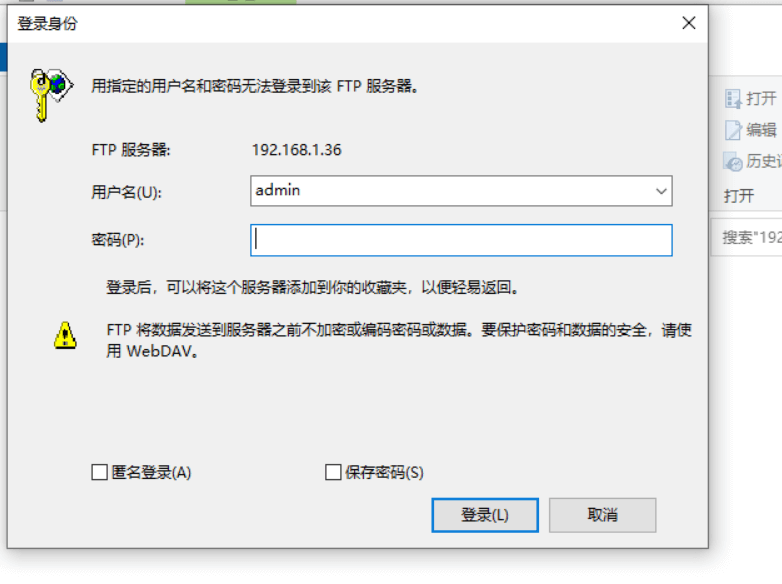 登录身份
用指定的用户名和密码无法登录到该 FTP 服务器。
FTP 服务器:
192.168.1.36
用户名(U):
admin
密码(P):
登录后，可以将这个服务器添加到你的收藏夹，以便轻易返回。
FTP 将数据发送到服务器之前不加密或编码密码或数据。要保护密码和数据的安全，请使
用 WebDAV。
匿名登录(A)
保存密码(S)
登录(L)
取消
打开
编辑
历史
打开
搜索"192